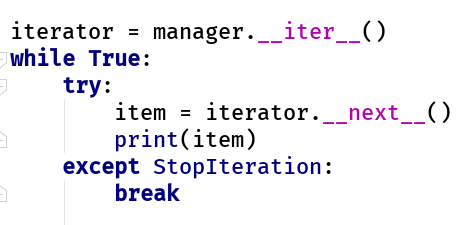 iterator = manager.__iter__()
while True:
    try:
        item = iterator.__next__()
        print(item)
    except StopIteration:
        break